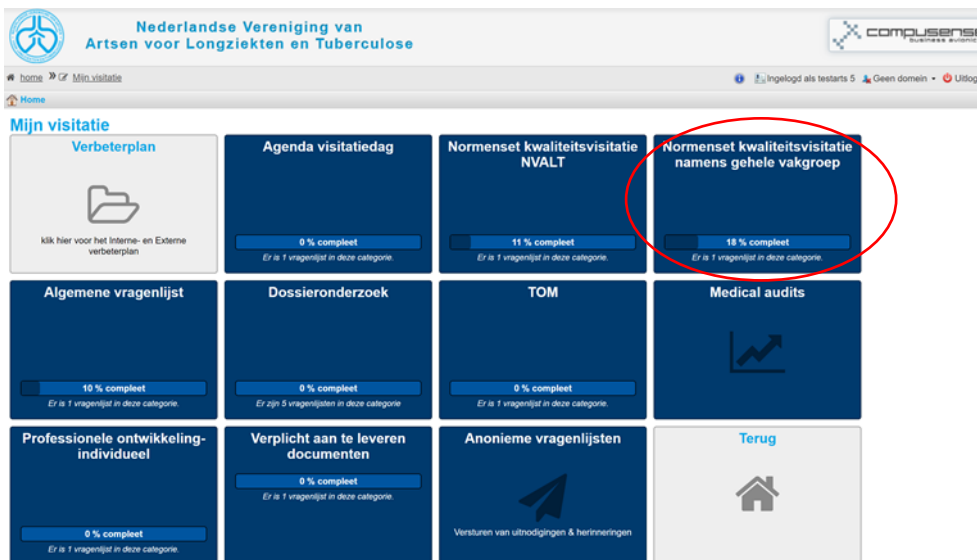 Nederlandse Vereniging van
Artsen voor Longziekten en Tuberculose
compusense
business avionics
home » Mijn visitatie
Ingelogd als testarts 5 Geen domein Uitlog
Home
Mijn visitatie
Verbeterplan
klik hier voor het Interne- en Externe
verbeterplan
Agenda visitatiedag
0 % compleet
Er is 1 vragenlijst in deze categorie.
Normenset kwaliteitsvisitatie
NVALT
11 % compleet
Er is 1 vragenlijst in deze categorie.
Normenset kwaliteitsvisitatie
namens gehele vakgroep
18 % compleet
Er is 1 vragenlijst in deze categorie.
Algemene vragenlijst
10 % compleet
Er is 1 vragenlijst in deze categorie.
Dossieronderzoek
0 % compleet
Er zijn 5 vragenlijsten in deze categorie
TOM
0 % compleet
Er is 1 vragenlijst in deze categorie.
Medical audits
Professionele ontwikkeling-
individueel
0 % compleet
Er is 1 vragenlijst in deze categorie.
Verplicht aan te leveren
documenten
0 % compleet
Er is 1 vragenlijst in deze categorie.
Anonieme vragenlijsten
Versturen van uitnodigingen & herinneringen
Terug